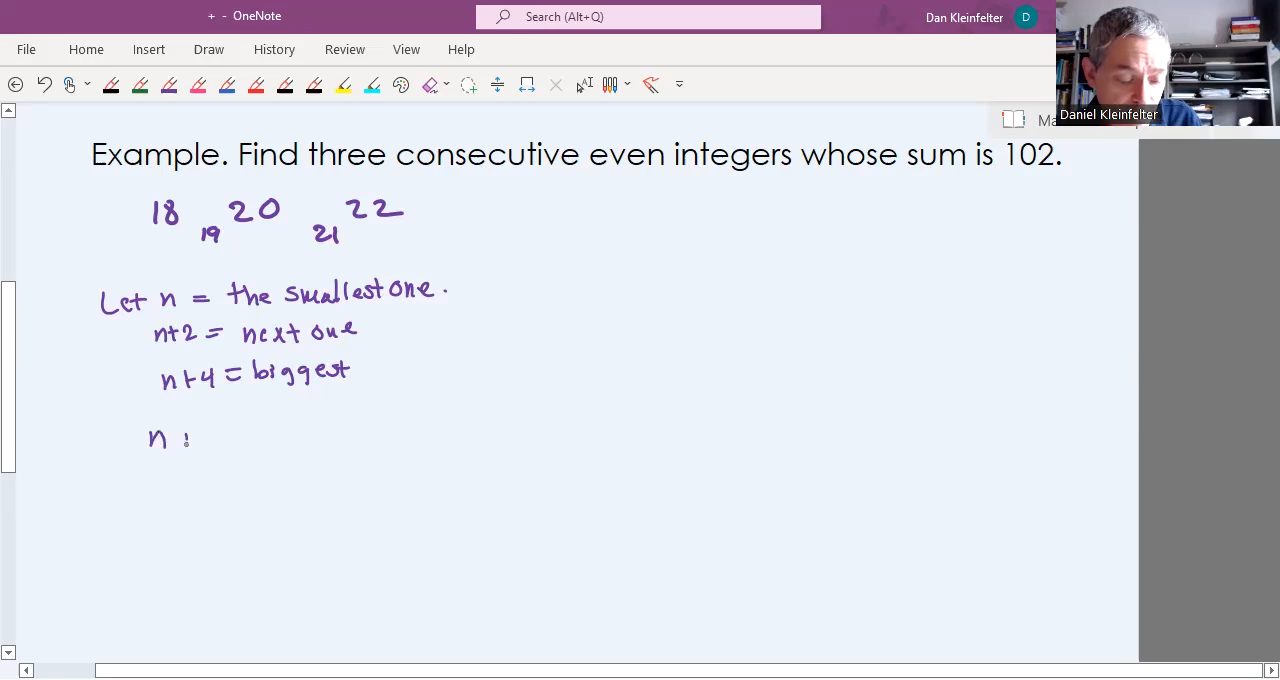 + - OneNote
Search (Alt+Q)
Dan Kleinfelter
D
File Home Insert Draw History Review View Help
Ma
Daniel Kleinfelter
Example. Find three consecutive even integers whose sum is 102.
18 19 20 21 22
Let n = the smallest one.
n+2 = next one
n+4 = biggest
n